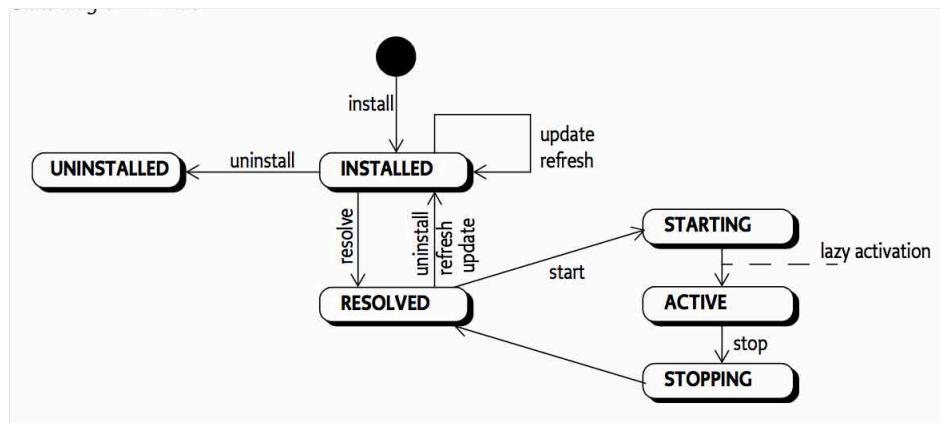 install
update
refresh
UNINSTALLED
uninstall
INSTALLED
resolve
uninstall
refresh
update
STARTING
lazy activation
start
RESOLVED
ACTIVE
stop
STOPPING